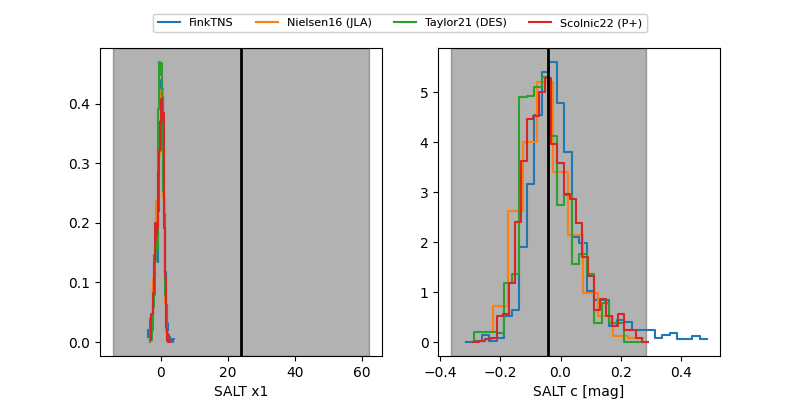 FinkTNS Nielsen16 (JLA) Taylor21 (DES) Scolnic22 (P+)
0.4
0.3
0.2
0.1
0.0
0 20 40 60
SALT x1
5
4
3
2
1
0
−0.4 −0.2 0.0 0.2 0.4
SALT c [mag]